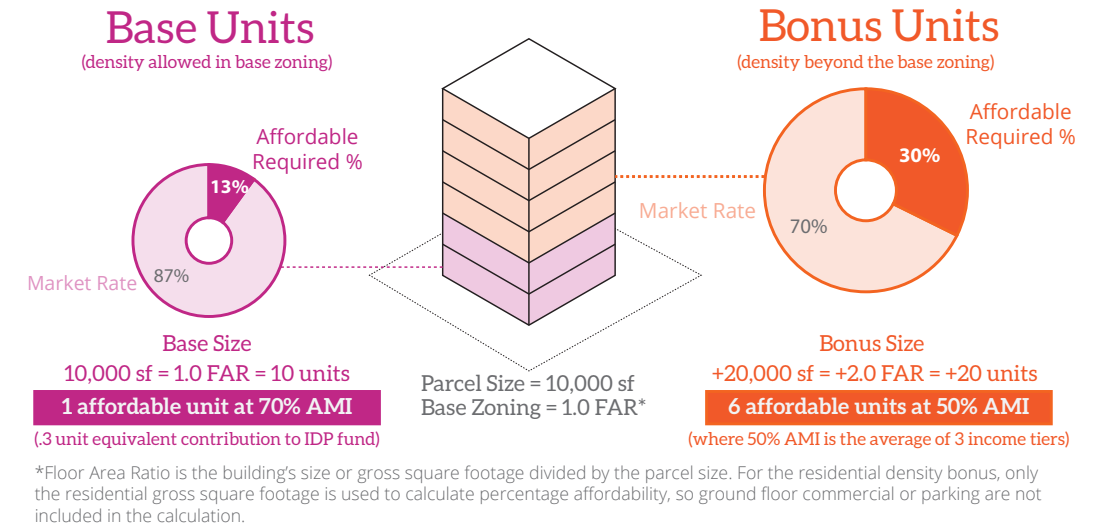 Base Units
(density allowed in base zoning)
Affordable
Required %
13%
87%
Market Rate
Base Size
10,000 sf = 1.0 FAR = 10 units
1 affordable unit at 70% AMI
(.3 unit equivalent contribution to IDP fund)
Parcel Size = 10,000 sf
Base Zoning = 1.0 FAR*
Bonus Units
(density beyond the base zoning)
Affordable
Required %
30%
Market Rate
70%
Bonus Size
+20,000 sf = +2.0 FAR = +20 units
6 affordable units at 50% AMI
(where 50% AMI is the average of 3 income tiers)
*Floor Area Ratio is the building’s size or gross square footage divided by the parcel size. For the residential density bonus, only
the residential gross square footage is used to calculate percentage affordability, so ground floor commercial or parking are not
included in the calculation.